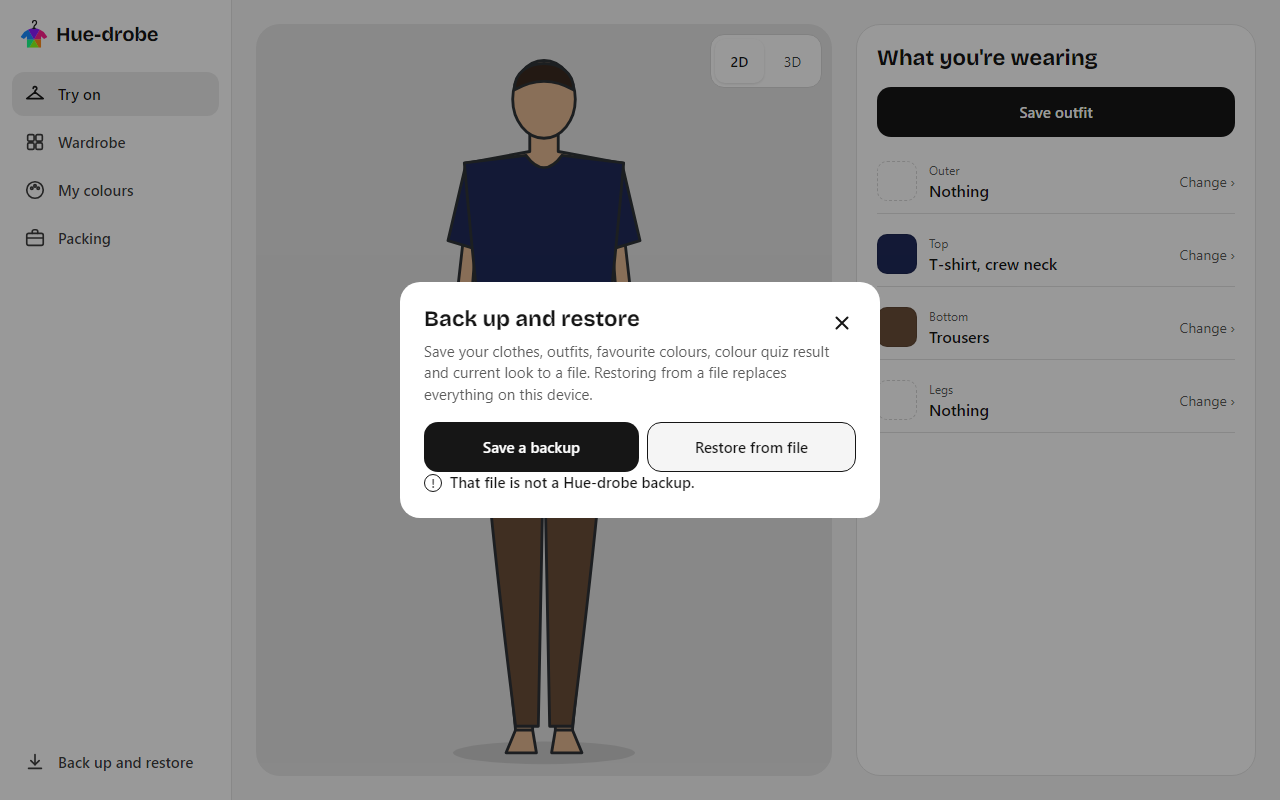 Hue-drobe
Try on
Wardrobe
My colours
Packing
Back up and restore
2D
3D
What you're wearing
Save outfit
Outer
Nothing
Change ›
Top
T-shirt, crew neck
Change ›
Bottom
Trousers
Change ›
Legs
Nothing
Change ›
Back up and restore
Save your clothes, outfits, favourite colours, colour quiz result
and current look to a file. Restoring from a file replaces
everything on this device.
Save a backup
Restore from file
That file is not a Hue-drobe backup.